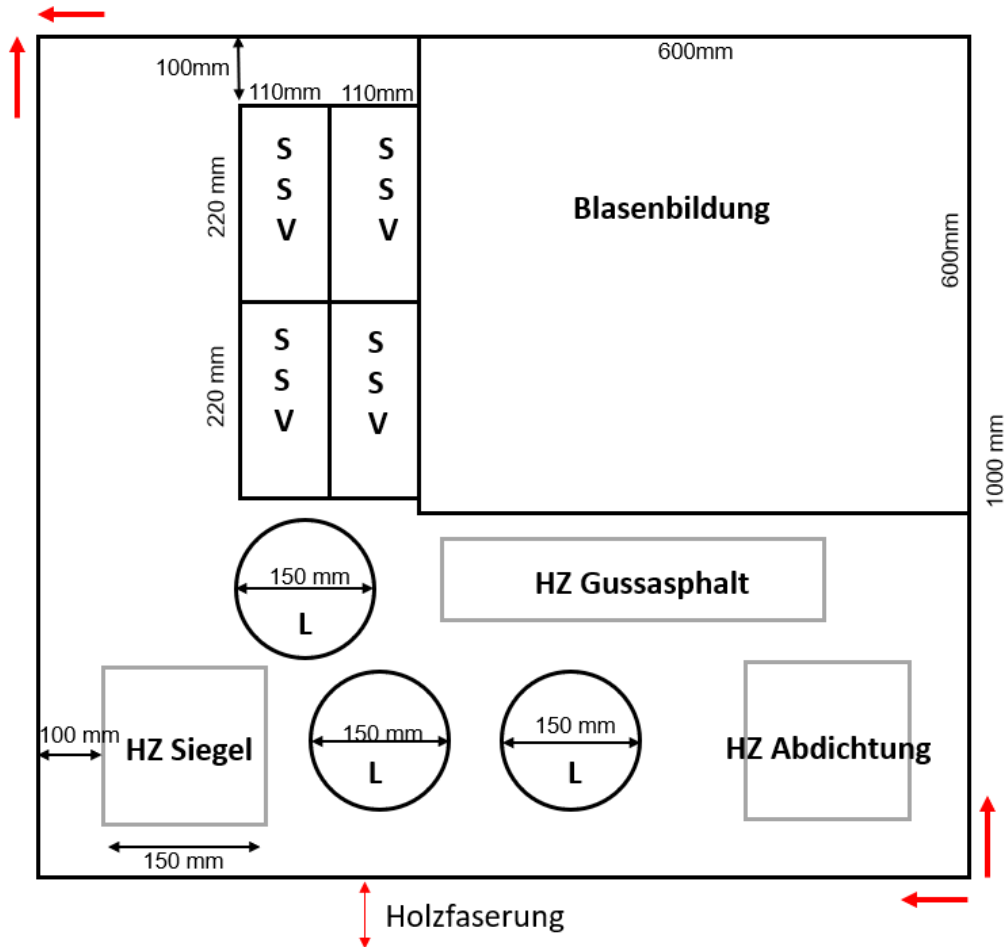 600mm
100mm
110mm 110mm
S S
S S
V V
220 mm
Blasenbildung
600mm
S S
S S
V V
220 mm
1000 mm
150 mm
L
HZ Gussasphalt
100 mm
HZ Siegel
150 mm
150 mm
L
150 mm
L
HZ Abdichtung
Holzfaserung